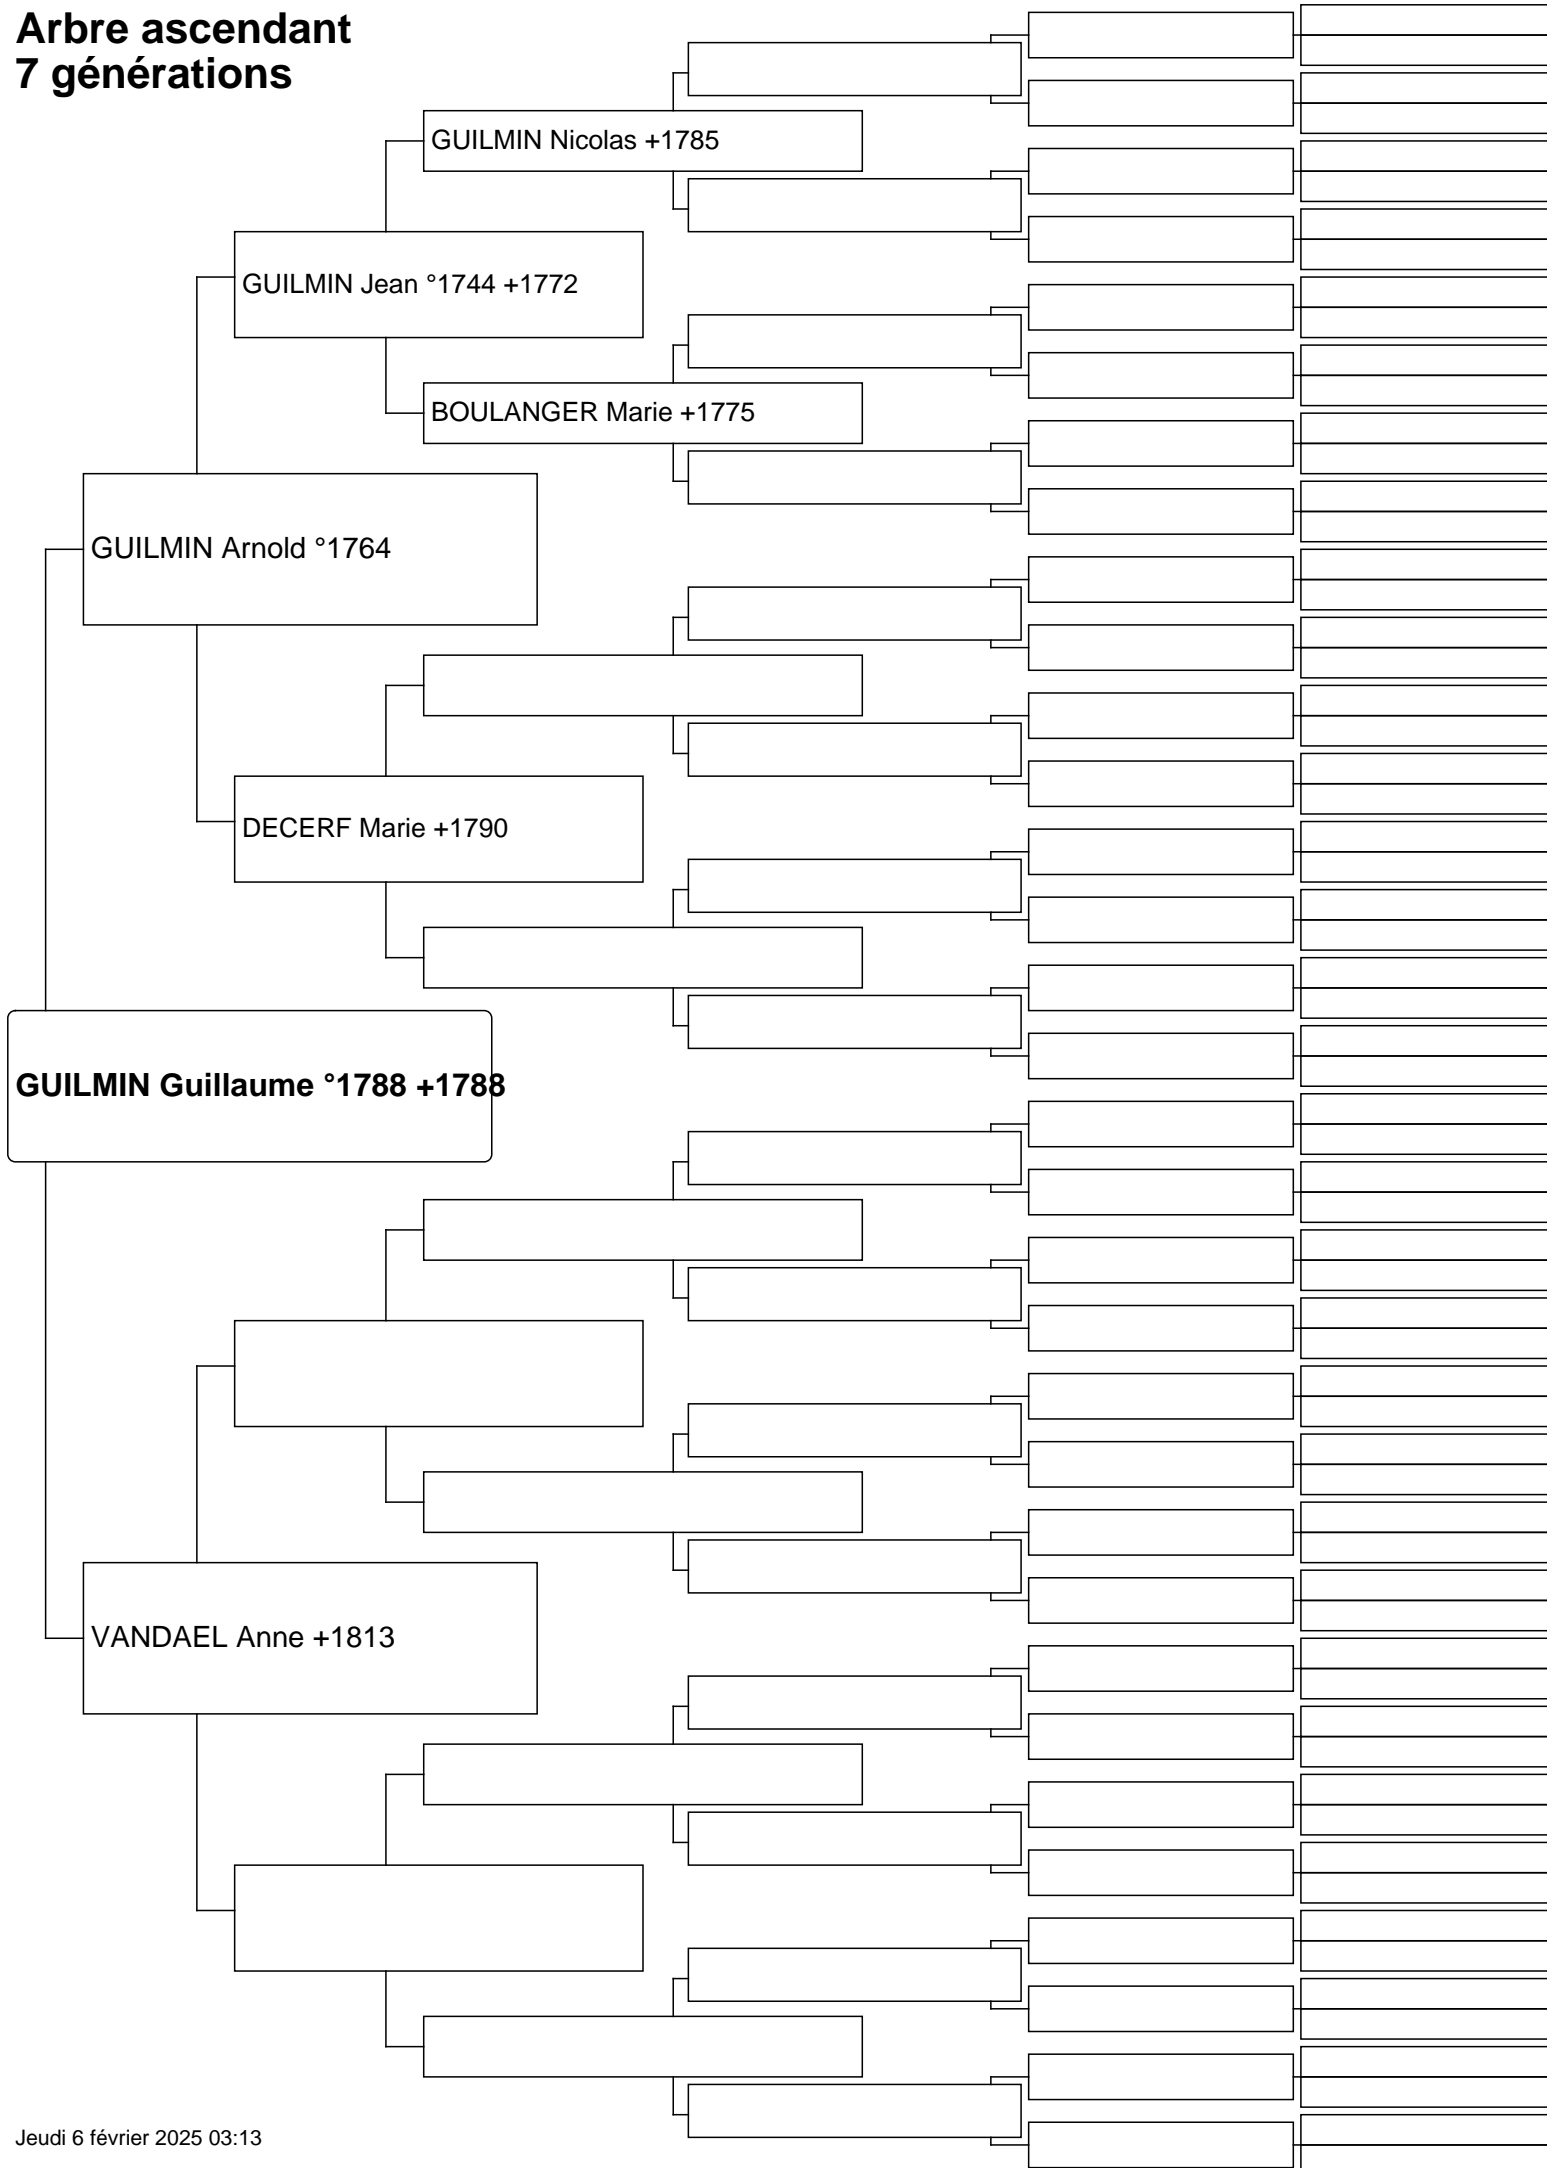 Arbre ascendant
7 générations
GUILMIN Nicolas +1785
GUILMIN Jean °1744 +1772
BOULANGER Marie +1775
GUILMIN Arnold °1764
DECERF Marie +1790
GUILMIN Guillaume °1788 +1788
VANDAEL Anne +1813
Jeudi 6 février 2025 03:13